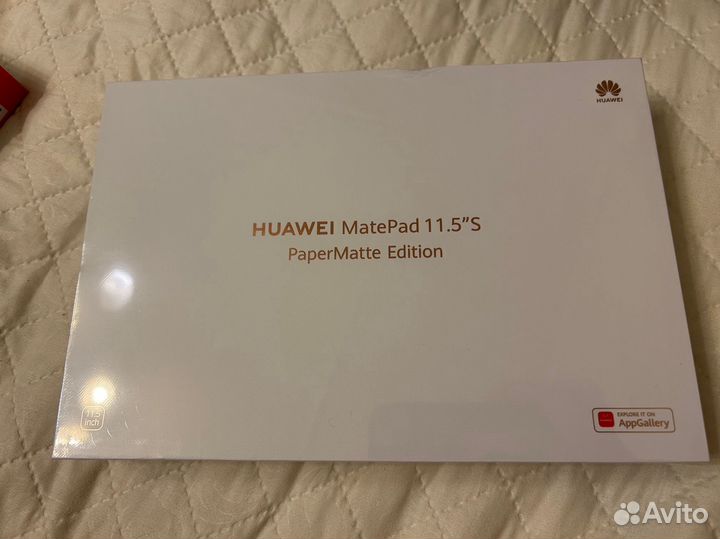 HUAWEI
HUAWEI MatePad 11.5”S
PaperMatte Edition
11.5
inch
EXPLORE IT ON
AppGallery
Avito